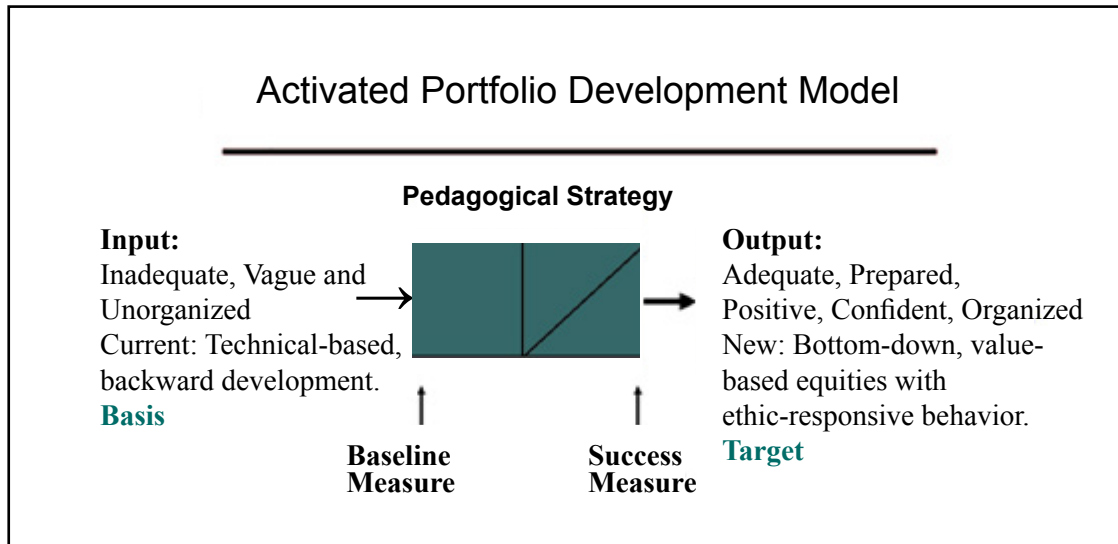 Activated Portfolio Development Model
Pedagogical Strategy
Input:
Inadequate, Vague and
Unorganized
Current: Technical-based,
backward development.
Basis
Output:
Adequate, Prepared,
Positive, Confident, Organized
New: Bottom-down, value-
based equities with
ethic-responsive behavior.
Target
Baseline
Measure
Success
Measure